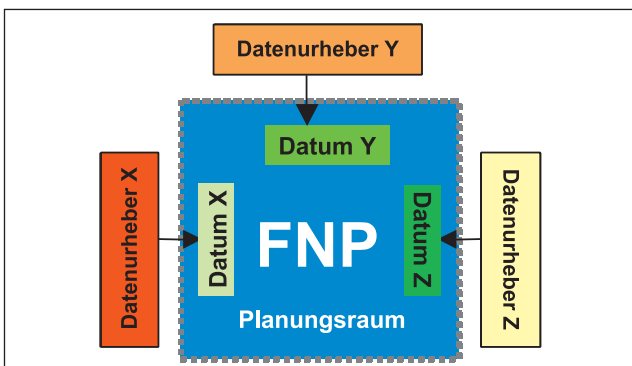 Datenurheber Y
Datum Y
Datenurheber X
Datum X
FNP
Datum Z
Datenurheber Z
Planungsraum